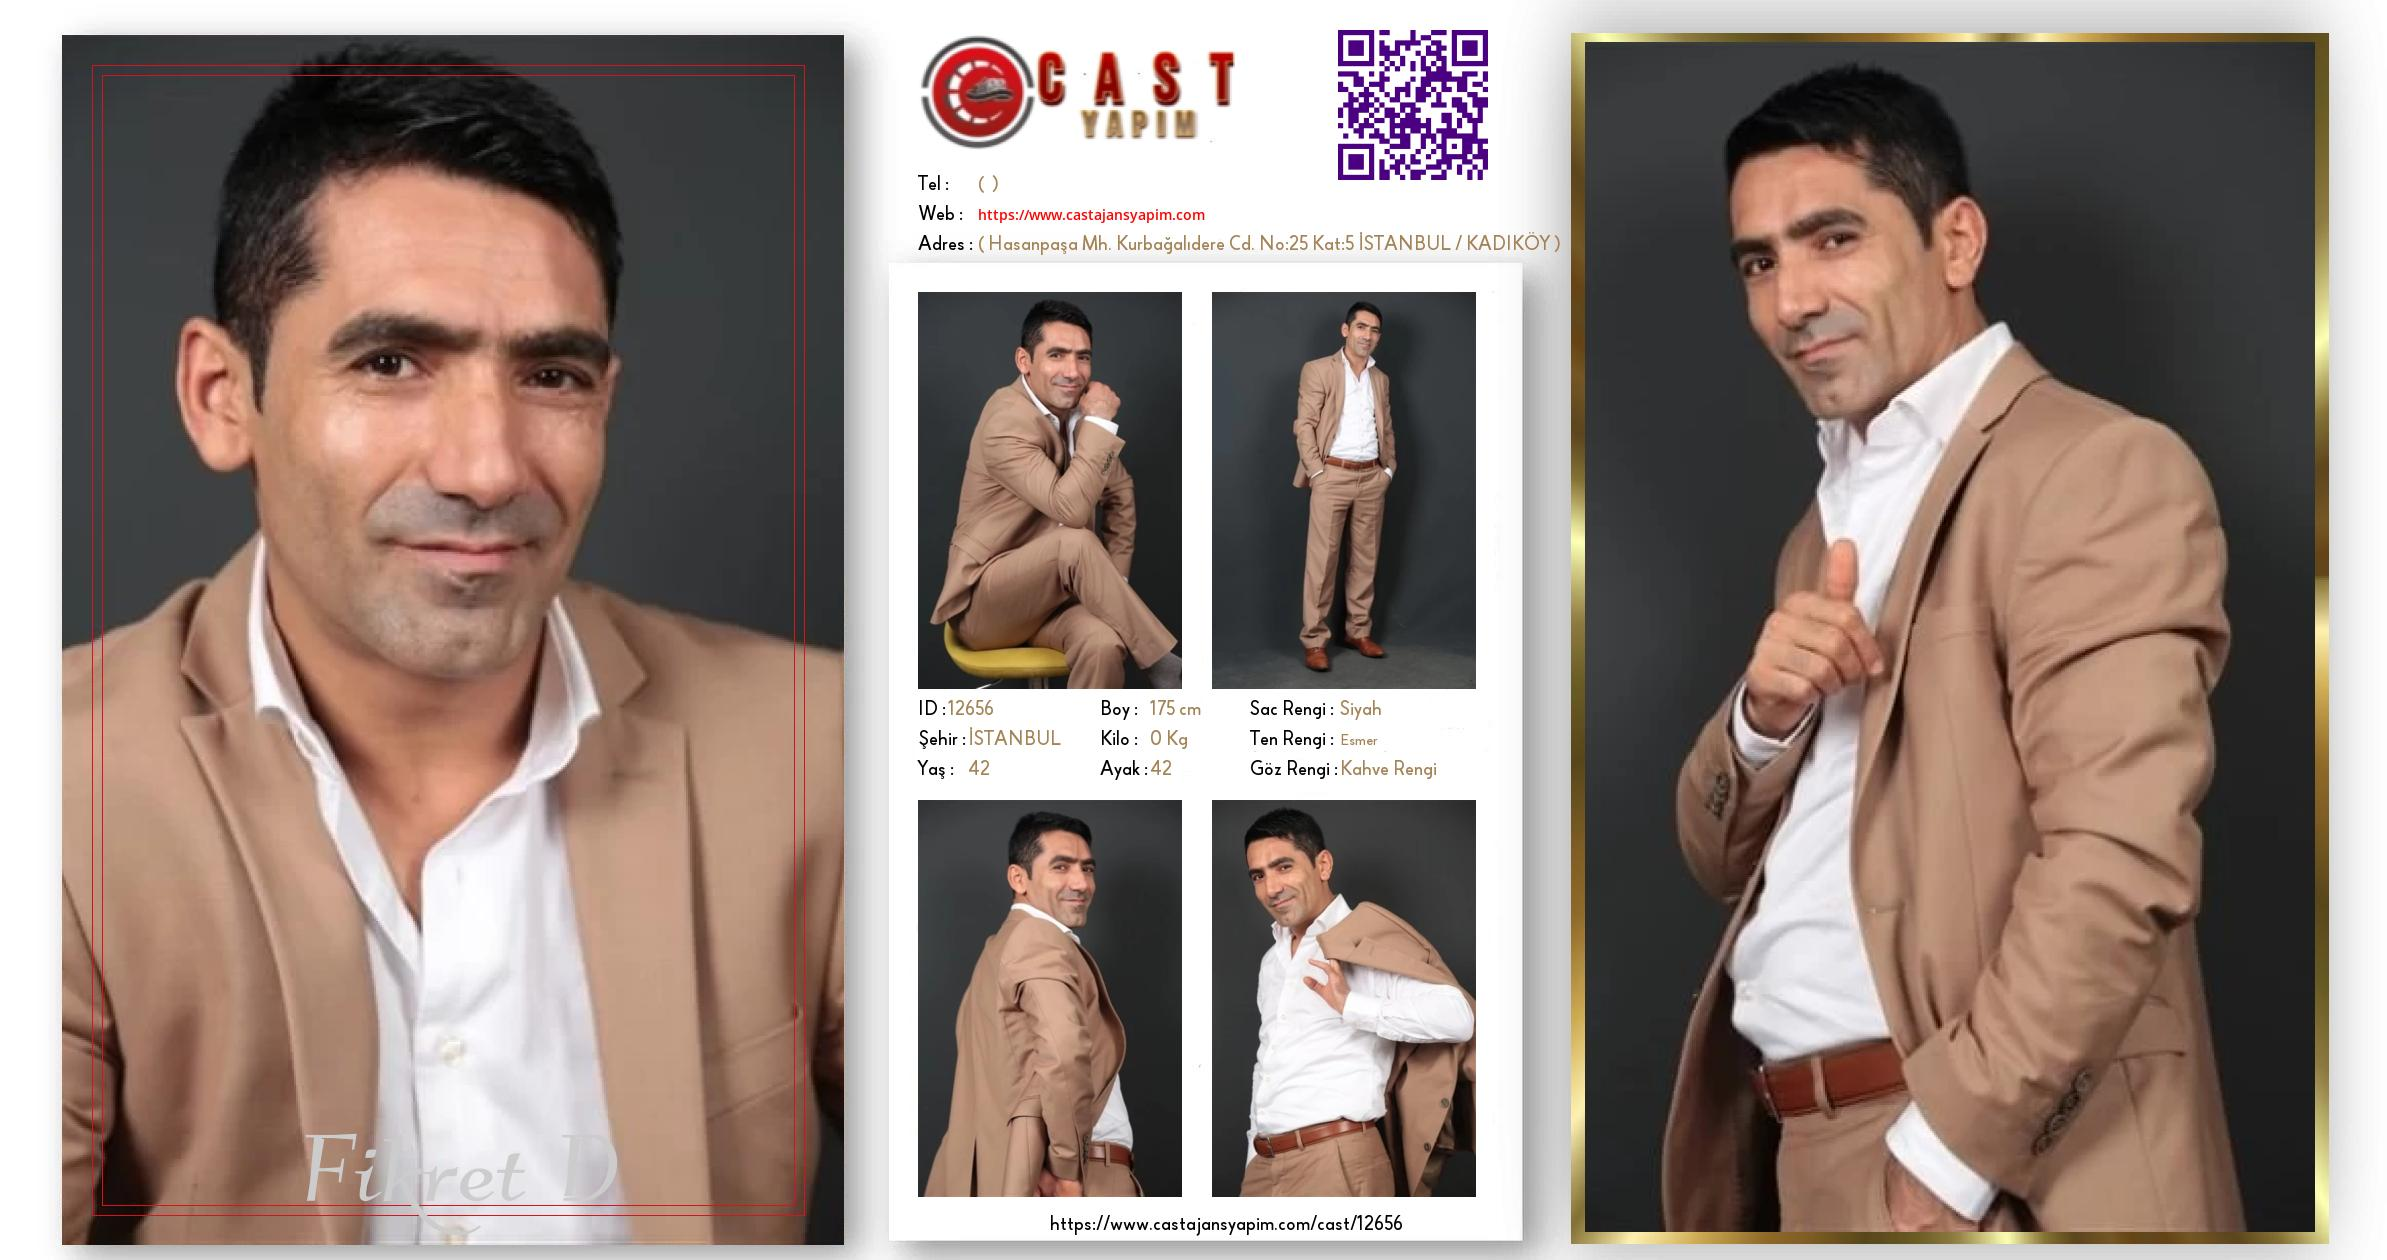 Fikret D
CAST
YAPIM
Tel : ( )
Web : https://www.castajansyapim.com
Adres : ( Hasanpaşa Mh. Kurbağalıdere Cd. No:25 Kat:5 İSTANBUL / KADIKÖY )
ID : 12656 Boy : 175 cm Sac Rengi : Siyah
Şehir : İSTANBUL Kilo : 0 Kg Ten Rengi : Esmer
Yaş : 42 Ayak : 42 Göz Rengi : Kahve Rengi
https://www.castajansyapim.com/cast/12656